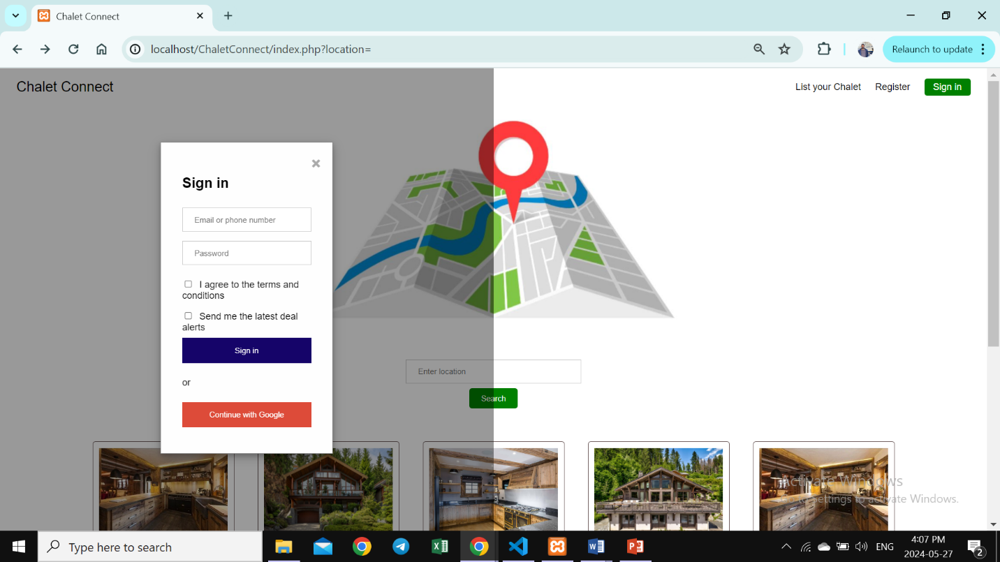 Chalet Connect
localhost/ChaletConnect/index.php?location=
Relaunch to update
Chalet Connect
List your Chalet Register Sign in
Sign in
Email or phone number
Password
I agree to the terms and
conditions
Send me the latest deal
alerts
Sign in
or
Continue with Google
Enter location
Search
Activate Windows
Go to Settings to activate Windows.
Type here to search
ENG
4:07 PM
2024-05-27
2